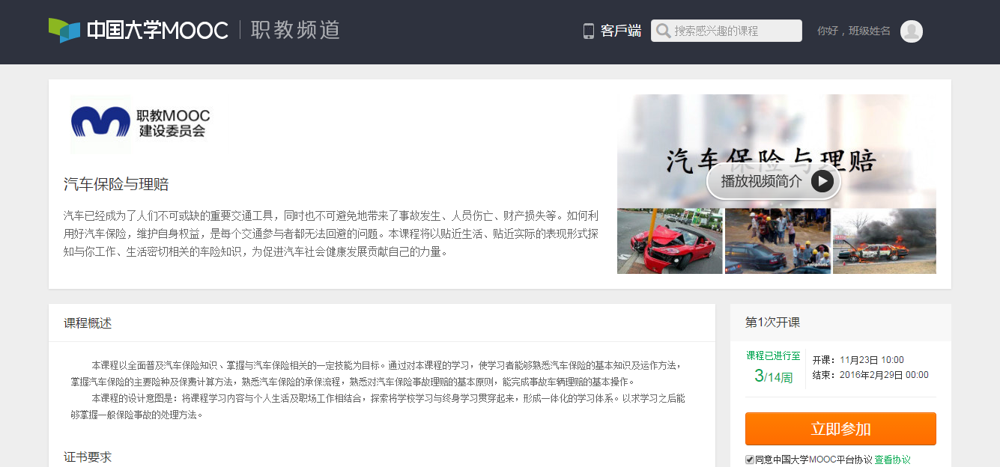 中国大学MOOC 职教频道
客戶端
搜索感兴趣的课程
你好，班级姓名
职教MOOC
建设委员会
汽车保险与理赔
汽车已经成为了人们不可或缺的重要交通工具，同时也不可避免地带来了事故发生、人员伤亡、财产损失等。如何利
用好汽车保险，维护自身权益，是每个交通参与者都无法回避的问题。本课程将以贴近生活、贴近实际的表现形式探
知与你工作、生活密切相关的车险知识，为促进汽车社会健康发展贡献自己的力量。
汽车保险与理赔
播放视频简介
课程概述
本课程以全面普及汽车保险知识、掌握与汽车保险相关的一定技能为目标。通过对本课程的学习，使学习者能够熟悉汽车保险的基本知识及运作方法，
掌握汽车保险的主要险种及保费计算方法，熟悉汽车保险的承保流程，熟悉对汽车保险事故理赔的基本原则，能完成事故车辆理赔的基本操作。
本课程的设计意图是：将课程学习内容与个人生活及职场工作相结合，探索将学校学习与终身学习贯穿起来，形成一体化的学习体系。以求学习之后能
够掌握一般保险事故的处理方法。
证书要求
第1次开课
课程已进行至
3/14周
开课：11月23日 10:00
结束：2016年2月29日 00:00
立即参加
同意中国大学MOOC平台协议 查看协议